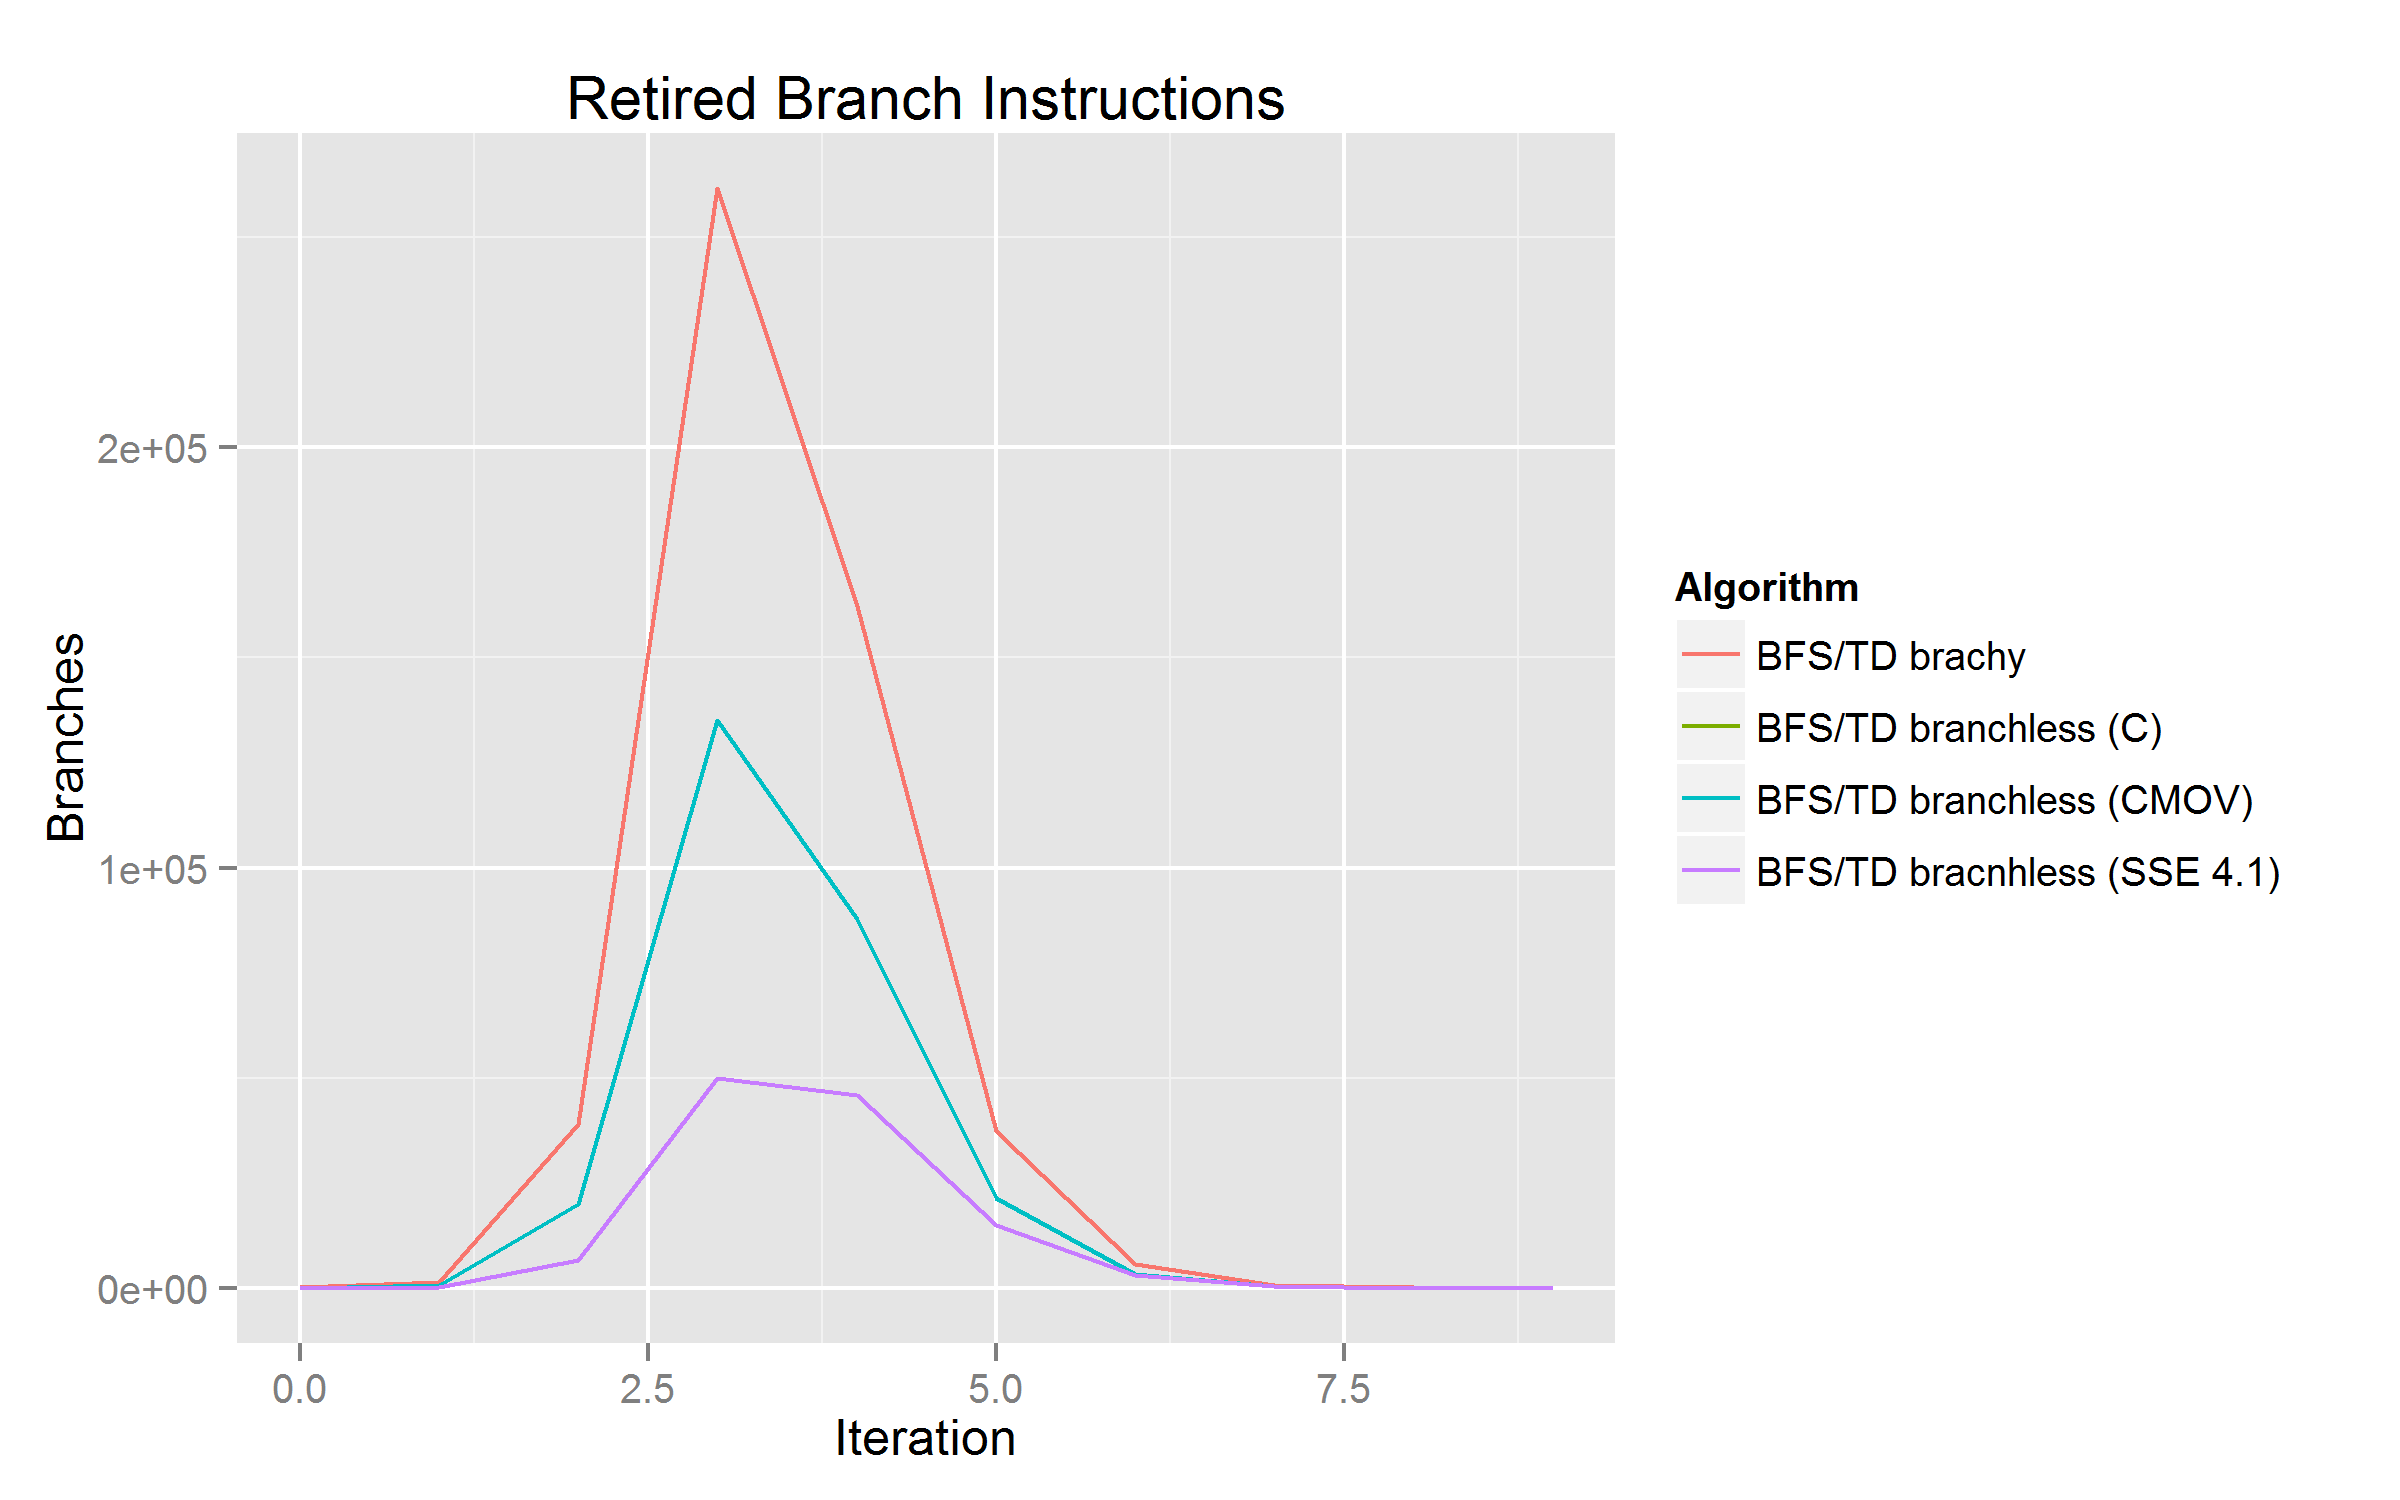 Retired Branch Instructions
Branches
2e+05
1e+05
0e+00
0.0 2.5 5.0 7.5
Iteration
Algorithm
BFS/TD brachy
BFS/TD branchless (C)
BFS/TD branchless (CMOV)
BFS/TD bracnhless (SSE 4.1)